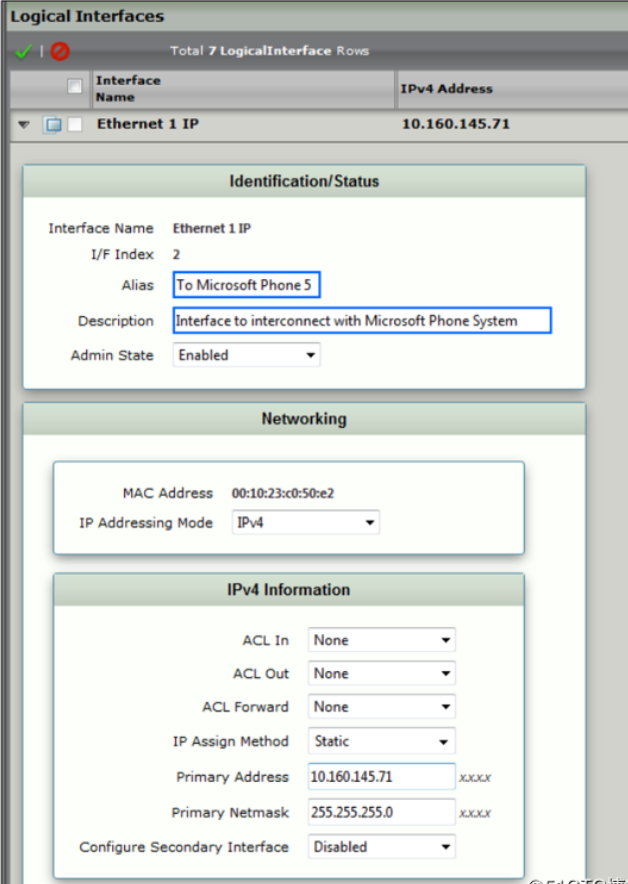 Logical Interfaces
Total 7 LogicalInterface Rows
Interface Name
IPv4 Address
Ethernet 1 IP
10.160.145.71
Identification/Status
Interface Name Ethernet 1 IP
I/F Index 2
Alias To Microsoft Phone 5
Description Interface to interconnect with Microsoft Phone System
Admin State Enabled
Networking
MAC Address 00:10:23:c0:50:e2
IP Addressing Mode IPv4
IPv4 Information
ACL In None
ACL Out None
ACL Forward None
IP Assign Method Static
Primary Address 10.160.145.71 x.x.x.x
Primary Netmask 255.255.255.0 x.x.x.x
Configure Secondary Interface Disabled